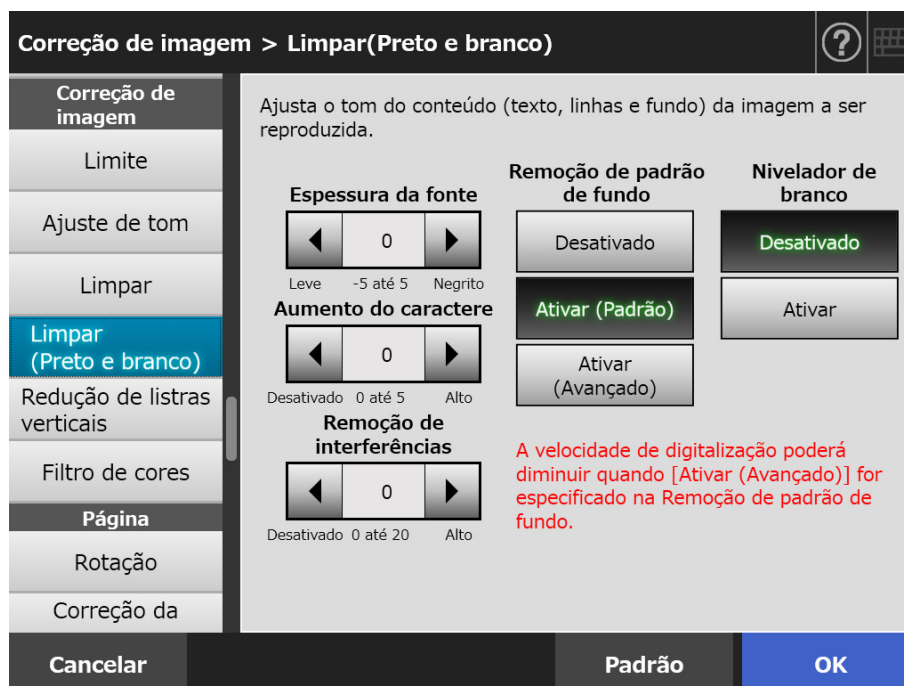 Correção de imagem > Limpar(Preto e branco)
?
Correção de
imagem
Limite
Ajuste de tom
Limpar
Limpar
(Preto e branco)
Redução de listras
verticais
Filtro de cores
Página
Rotação
Correção da
Ajusta o tom do conteúdo (texto, linhas e fundo) da imagem a ser
reproduzida.
Espessura da fonte
0
Leve -5 até 5 Negrito
Aumento do caractere
0
Desativado 0 até 5 Alto
Remoção de
interferências
0
Desativado 0 até 20 Alto
Remoção de padrão
de fundo
Desativado
Ativar (Padrão)
Ativar
(Avançado)
Nivelador de
branco
Desativado
Ativar
A velocidade de digitalização poderá
diminuir quando [Ativar (Avançado)] for
especificado na Remoção de padrão de
fundo.
Cancelar
Padrão
OK